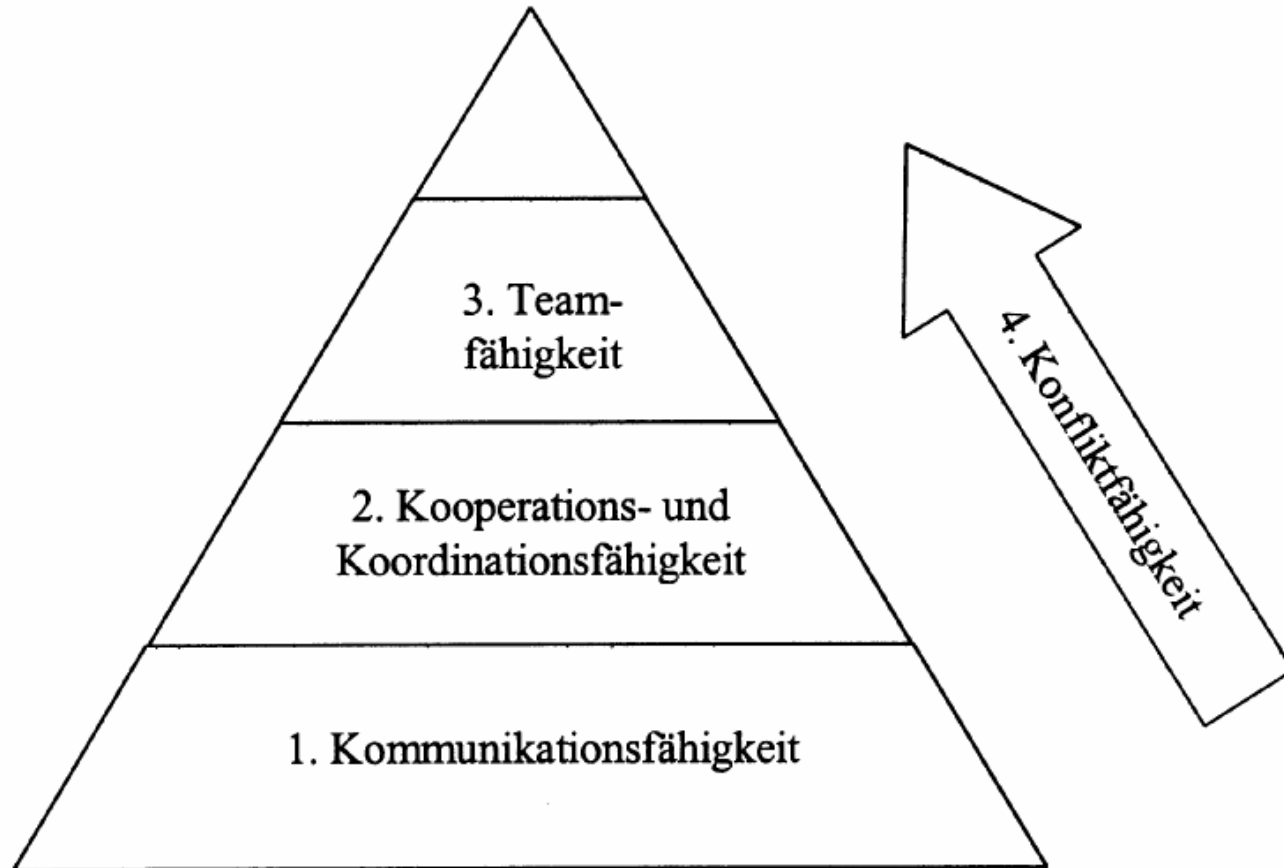 3. Team-
fähigkeit
2. Kooperations- und
Koordinationsfähigkeit
1. Kommunikationsfähigkeit
4. Konfliktfähigkeit